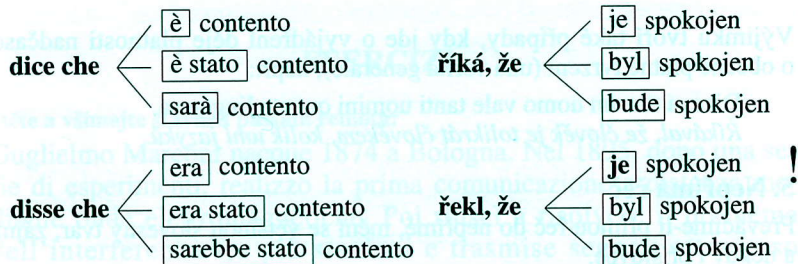 è contento
dice che è stato contento
sarà contento
je spokojen
říká, že byl spokojen
bude spokojen
era contento
disse che era stato contento
sarebbe stato contento
je spokojen
řekl, že byl spokojen
bude spokojen
!